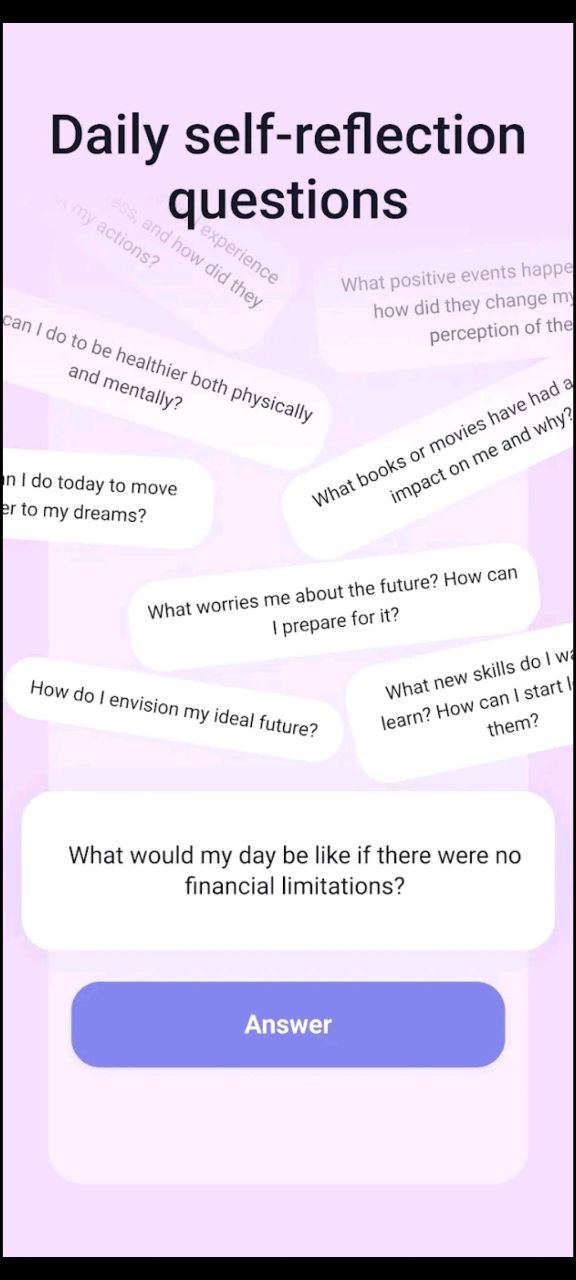 Daily self-reflection
questions
experience
ess, and how did they
my actions?
What positive events happe
how did they change my
perception of the
can I do to be healthier both physically
and mentally?
What books or movies have had a
impact on me and why?
n I do today to move
er to my dreams?
What worries me about the future? How can
I prepare for it?
How do I envision my ideal future?
What new skills do I wa
learn? How can I start l
them?
What would my day be like if there were no
financial limitations?
Answer